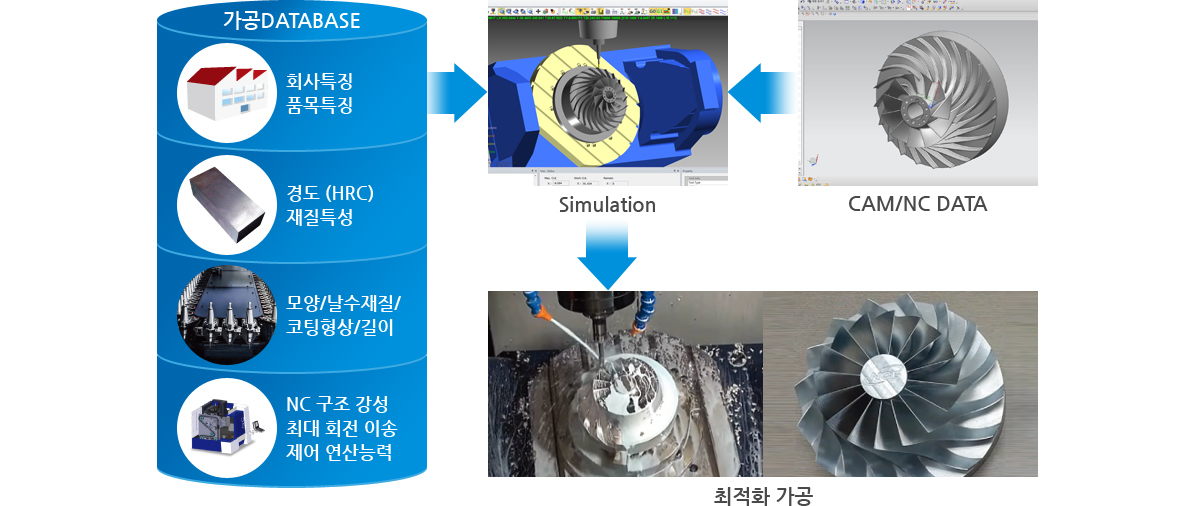 가공DATABASE
회사특징
품목특징
경도 (HRC)
재질특성
모양/날수재질/
코팅형상/길이
NC 구조 강성
최대 회전 이송
제어 연산능력
Simulation
CAM/NC DATA
최적화 가공